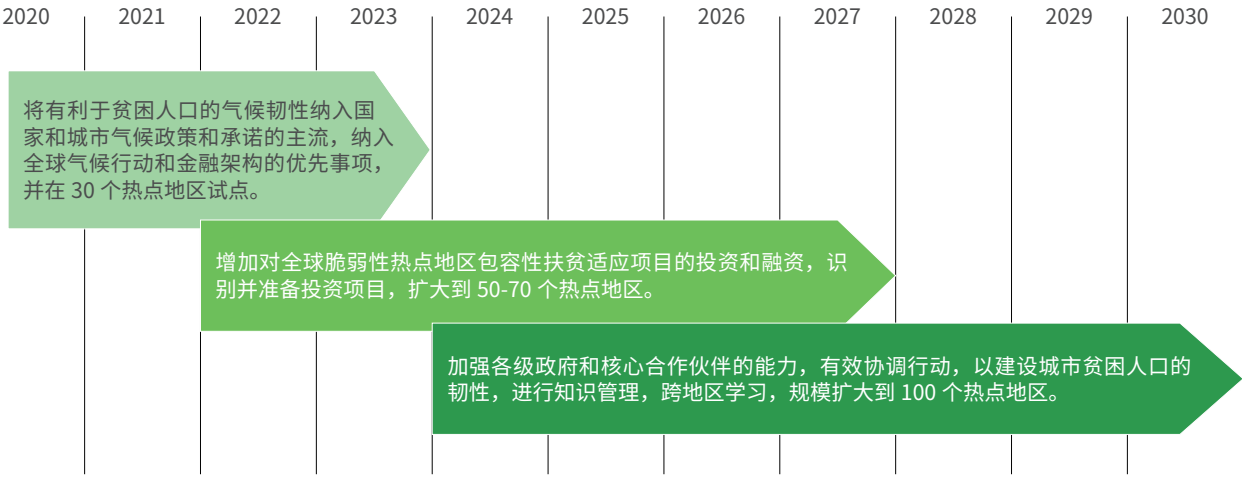 2020 2021 2022 2023 2024 2025 2026 2027 2028 2029 2030
将有利于贫困人口的气候韧性纳入国
家和城市气候政策和承诺的主流，纳入
全球气候行动和金融架构的优先事项，
并在 30 个热点地区试点。
增加对全球脆弱性热点地区包容性扶贫适应项目的投资和融资，识
别并准备投资项目，扩大到 50-70 个热点地区。
加强各级政府和核心合作伙伴的能力，有效协调行动，以建设城市贫困人口的
韧性，进行知识管理，跨地区学习，规模扩大到 100 个热点地区。